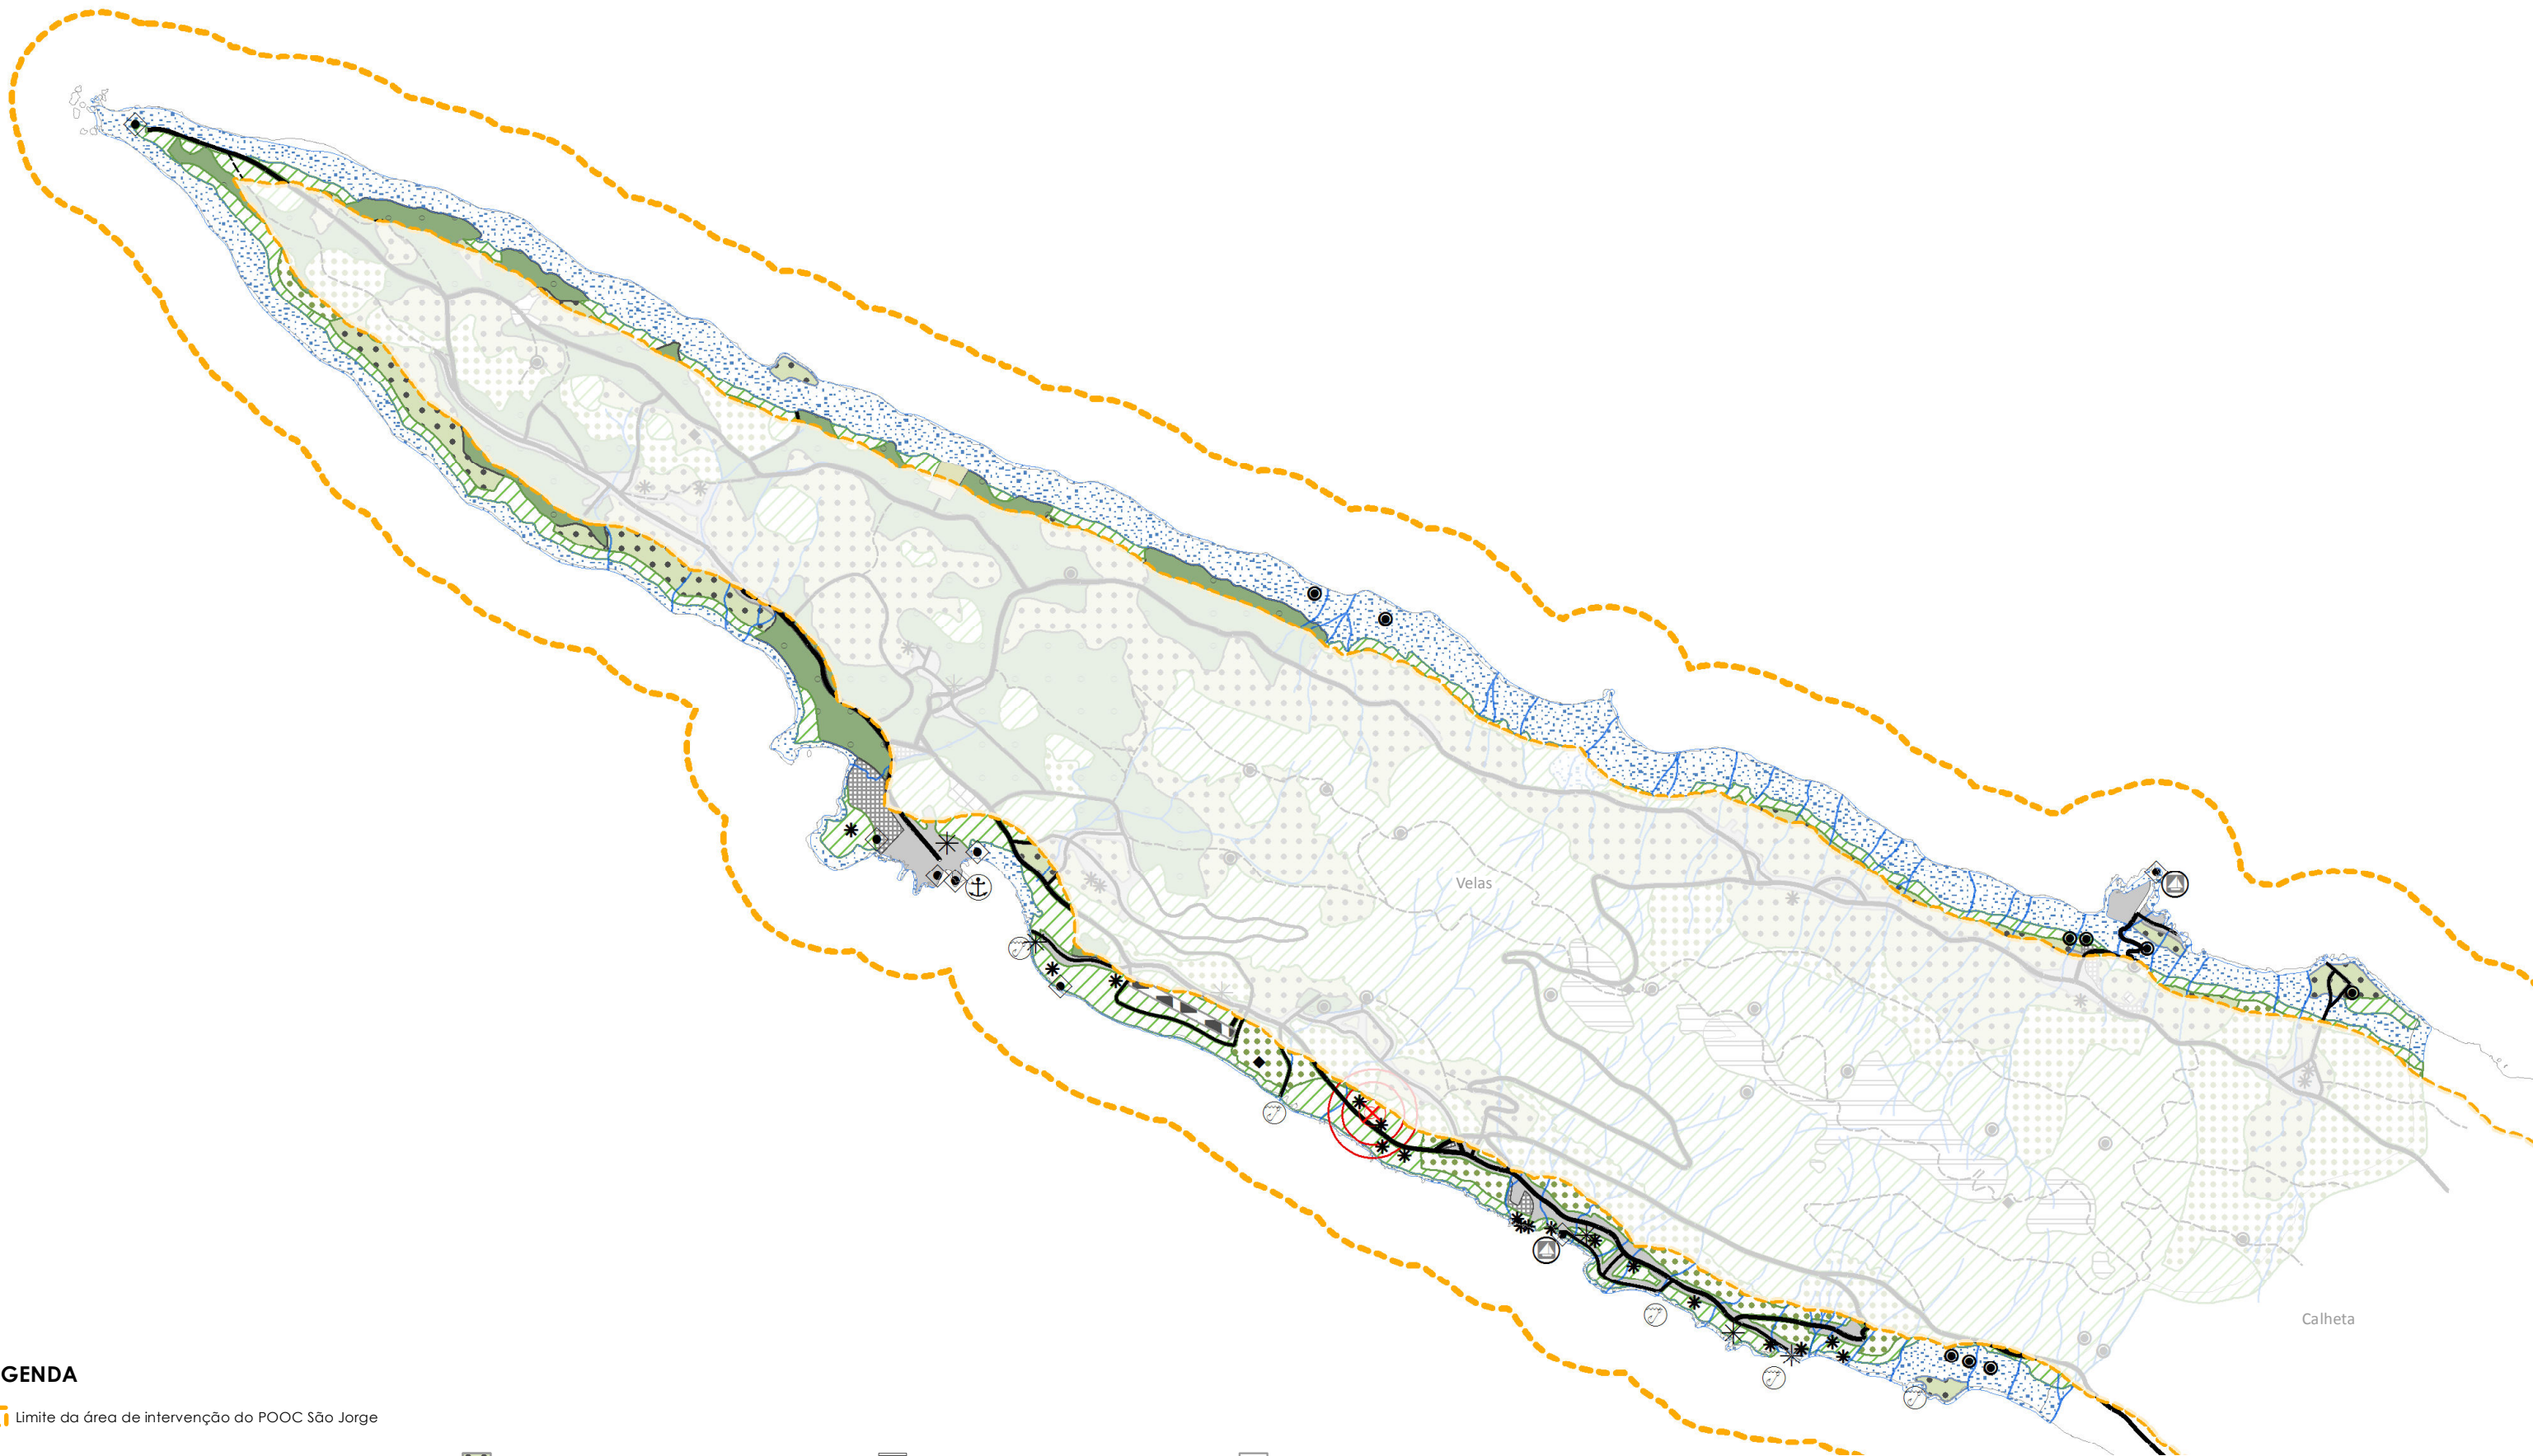 Velas
Calheta
GENDA
Limite da área de intervenção do POOC São Jorge